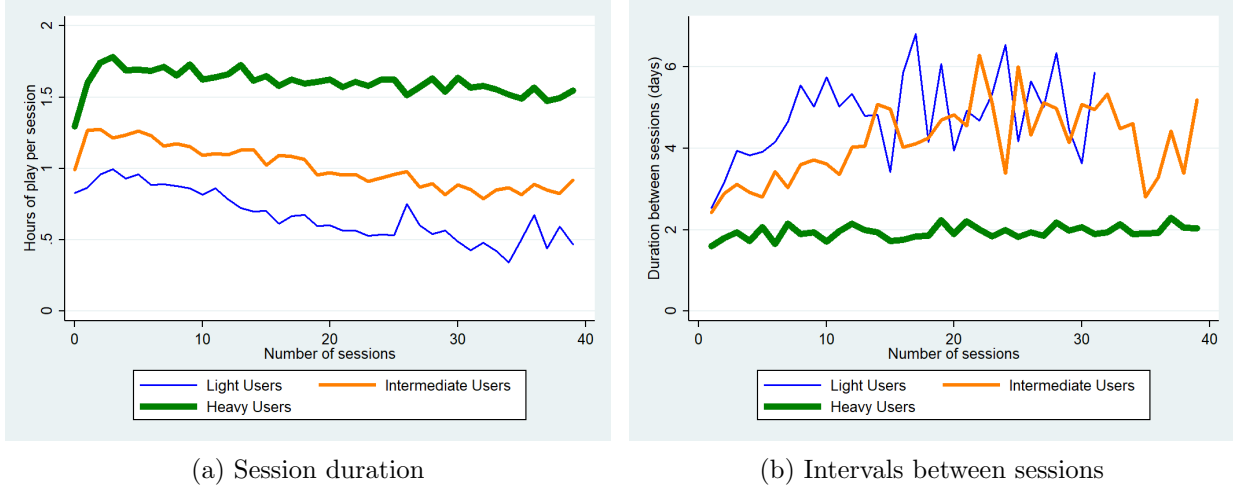 Hours of play per session
2
1.5
1
.5
0
0
10
20
30
40
Number of sessions
Light Users
Intermediate Users
Heavy Users
(a) Session duration
Duration between sessions (days)
6
4
2
0
0
10
20
30
40
Number of sessions
Light Users
Intermediate Users
Heavy Users
(b) Intervals between sessions